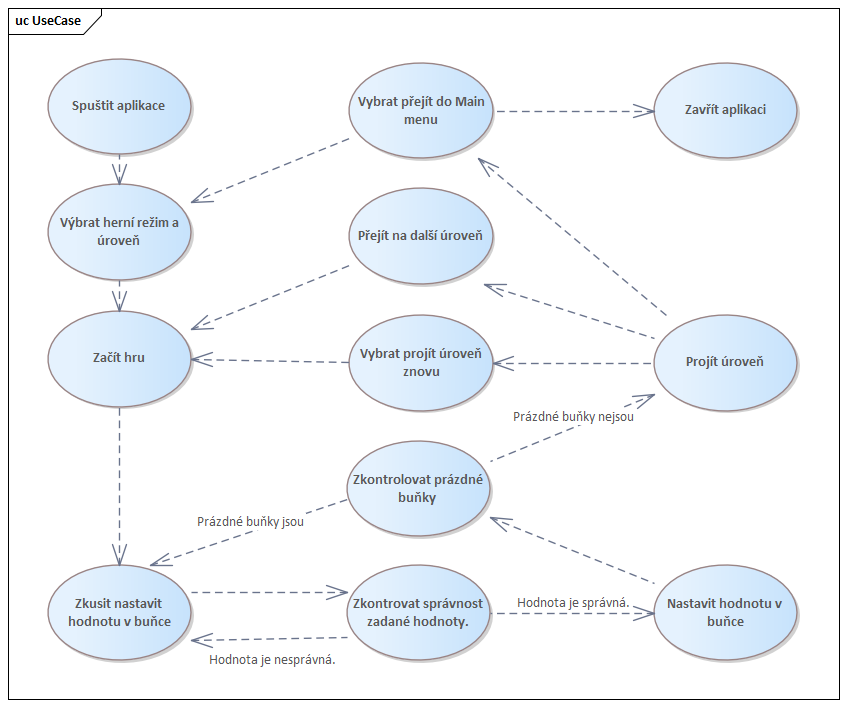 uc UseCase
Spuštit aplikace
Vybrat přejít do Main
menu
Zavřít aplikaci
Výbrat herní režim a
úroveň
Přejít na další úroveň
Začít hru
Vybrat projít úroveň
znovu
Projít úroveň
Prázdné buňky nejsou
Zkontrolovat prázdné
buňky
Prázdné buňky jsou
Zkusit nastavit
hodnotu v buňce
Zkontrovat správnost
zadané hodnoty.
Hodnota je správná.
Nastavit hodnotu v
buňce
Hodnota je nesprávná.